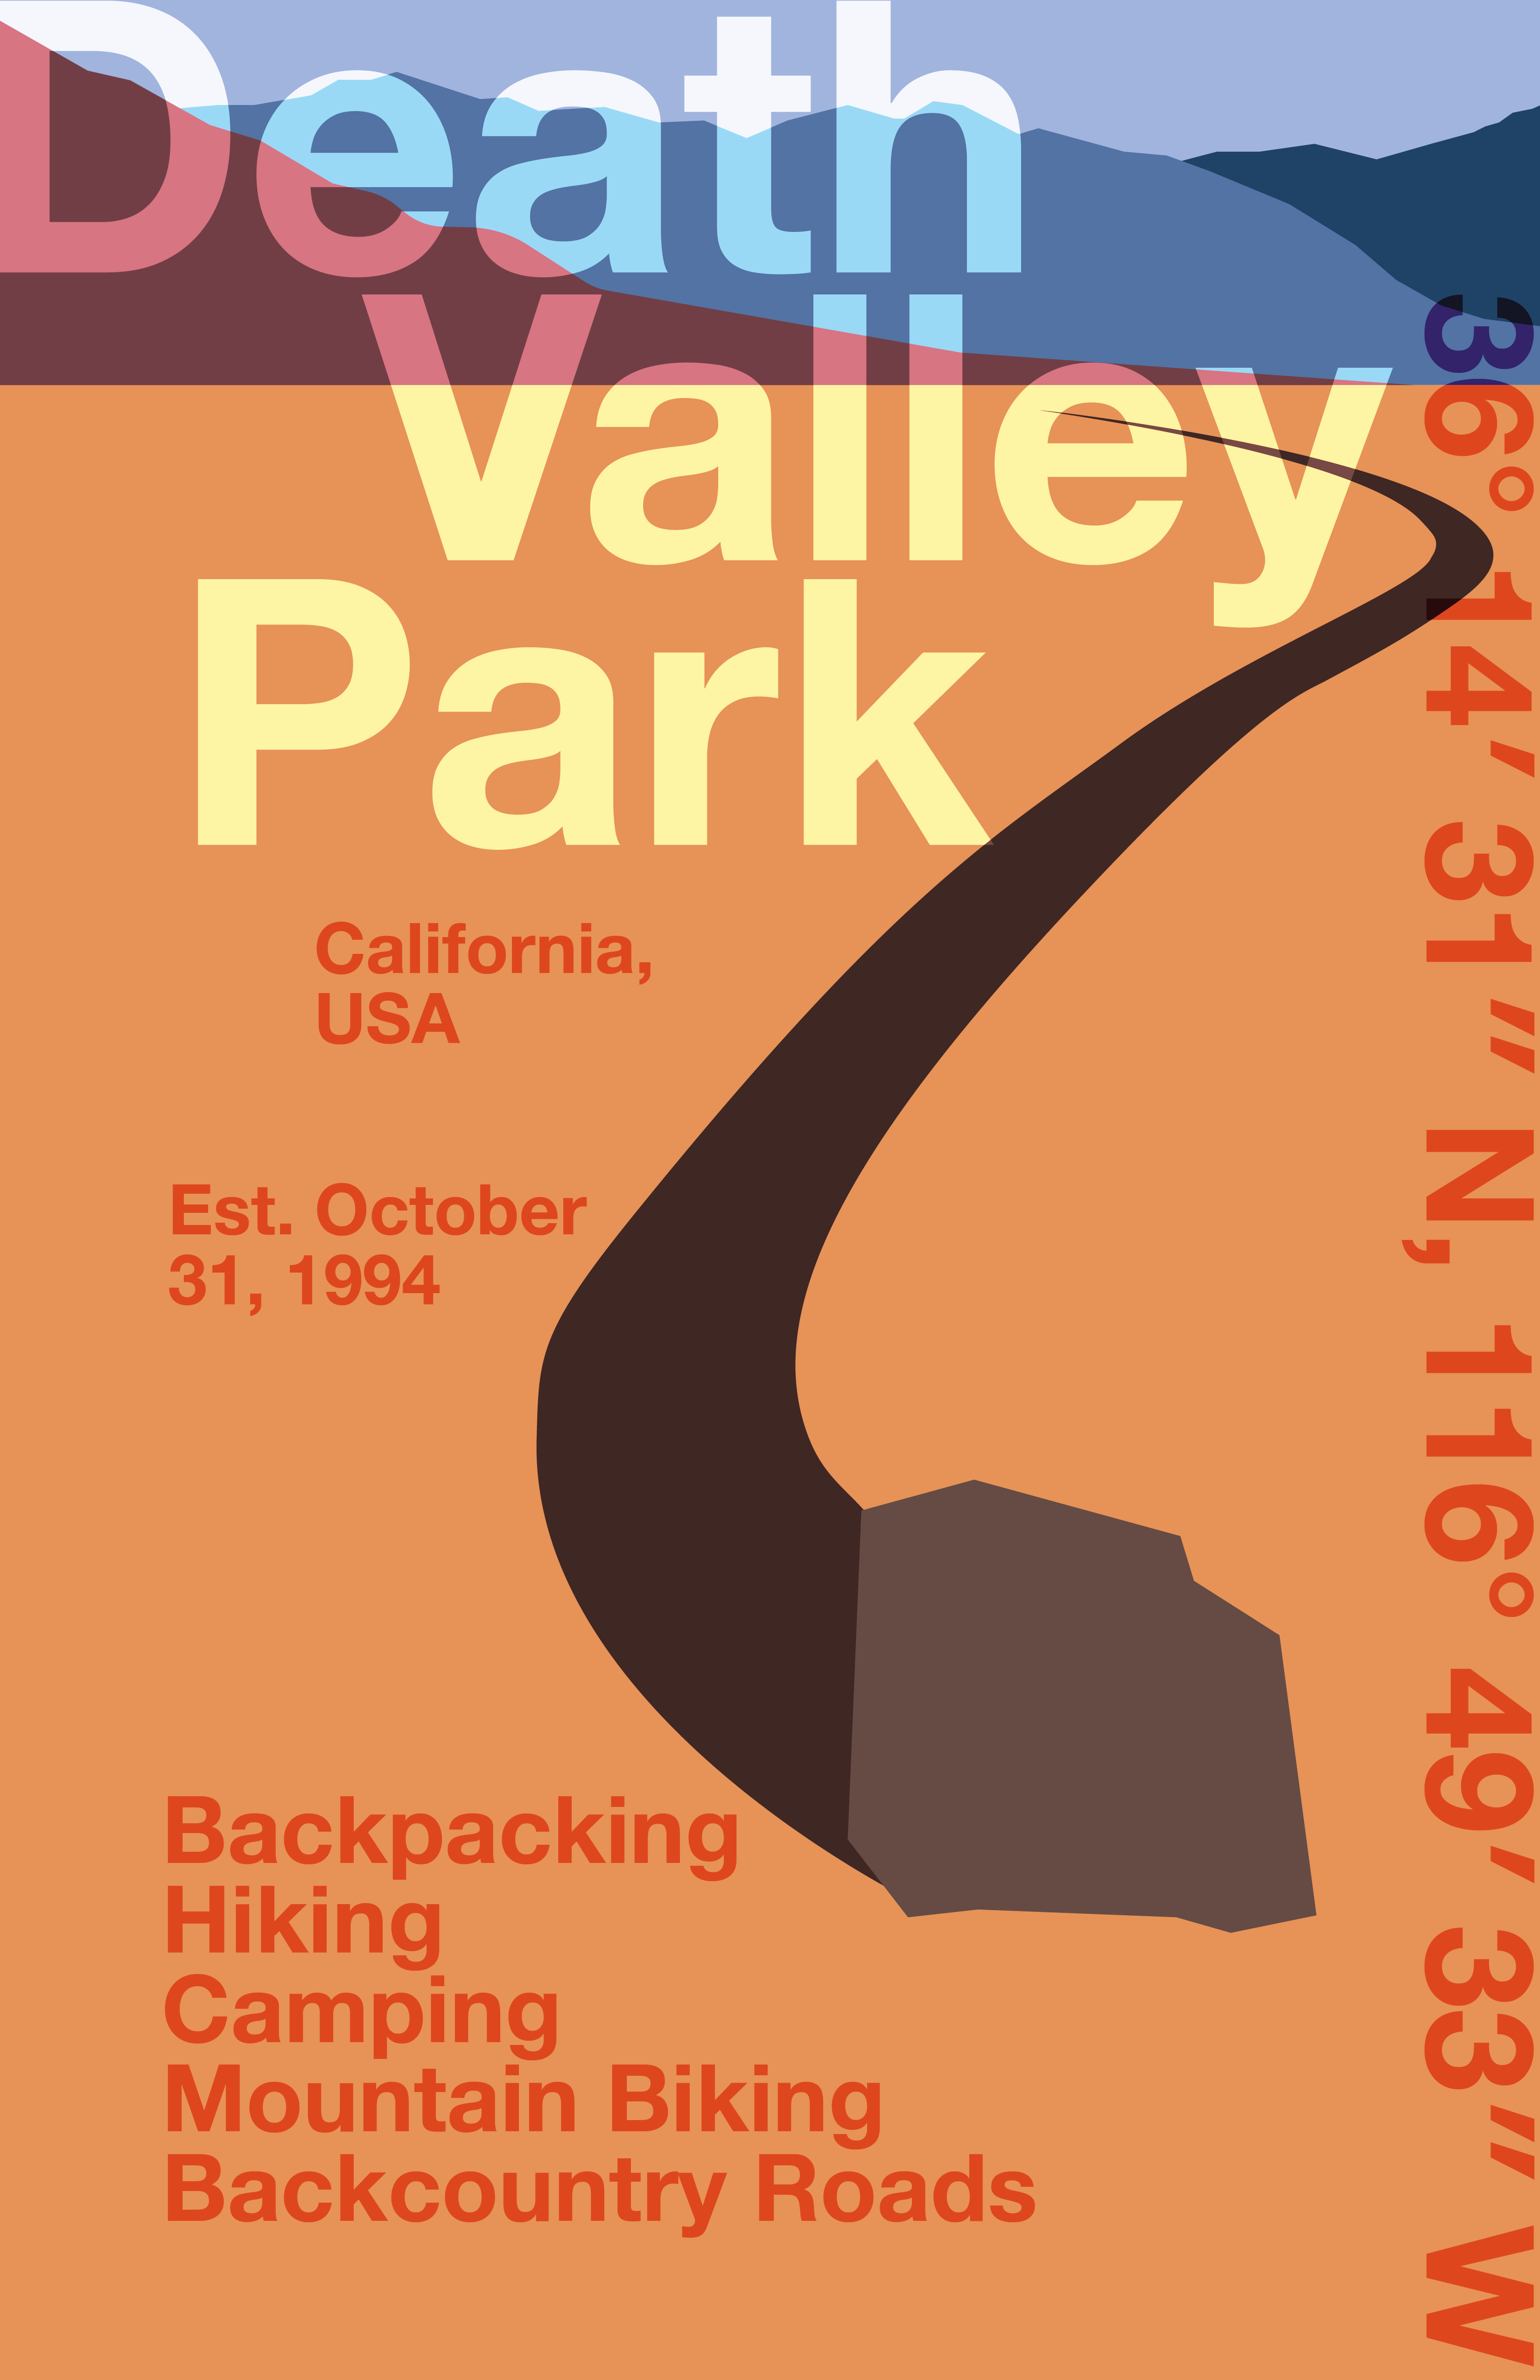 Death
Valley
Park
California,
USA
Est. October
31, 1994
Backpacking
Hiking
Camping
Mountain Biking
Backcountry Roads
36° 14′ 31″ N, 116° 49′ 33″ W